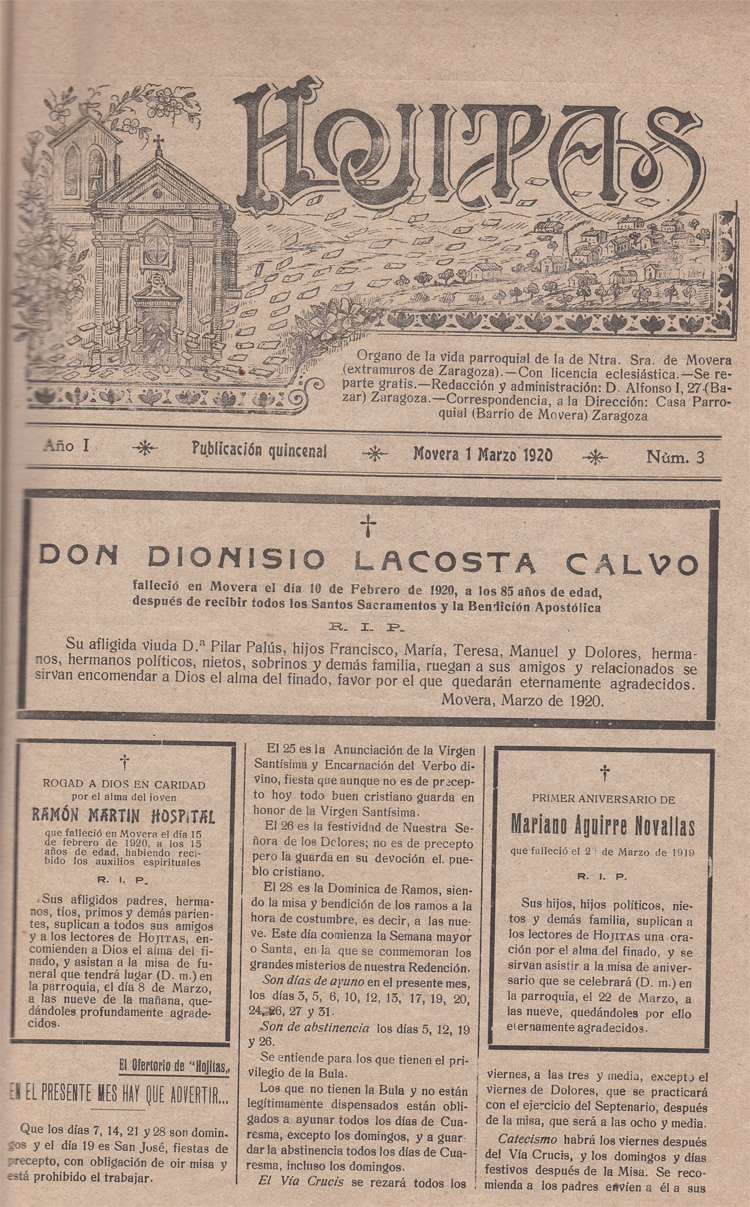 HOJITAS
Organo de la vida parroquial de la de Ntra. Sra. de Movera
(extramuros de Zaragoza).—Con licencia eclesiástica.—Se re-
parte gratis.—Redacción y administración: D. Alfonso I, 27 (Ba-
zar) Zaragoza.—Correspondencia, a la Dirección: Casa Parro-
quial (Barrio de Movera) Zaragoza
Año I Publicación quincenal Movera 1 Marzo 1920 Núm. 3
DON DIONISIO LACOSTA CALVO
falleció en Movera el día 10 de Febrero de 1920, a los 85 años de edad,
después de recibir todos los Santos Sacramentos y la Bendición Apostólica
R. I. P.
Su afligida viuda D.ª Pilar Palús, hijos Francisco, María, Teresa, Manuel y Dolores, herma-
nos, hermanos políticos, nietos, sobrinos y demás familia, ruegan a sus amigos y relacionados se
sirvan encomendar a Dios el alma del finado, favor por el que quedarán eternamente agradecidos.
Movera, Marzo de 1920.
ROGAD A DIOS EN CARIDAD
por el alma del joven
RAMÓN MARTIN HOSPITAL
que falleció en Movera el día 15
de febrero de 1920, a los 15
años de edad, habiendo reci-
bido los auxilios espirituales
R. I. P.
Sus afligidos padres, herma-
nos, tíos, primos y demás parien-
tes, suplican a todos sus amigos
y a los lectores de HOJITAS, en-
comienden a Dios el alma del fi-
nado, y asistan a la misa de fu-
neral que tendrá lugar (D. m.) en
la parroquia, el día 8 de Marzo,
a las nueve de la mañana, que-
dándoles profundamente agrade-
cidos.
El Ofertorio de "Hojitas,,
EN EL PRESENTE MES HAY QUE ADVERTIR...
Que los días 7, 14, 21 y 28 son domin-
gos y el día 19 es San José, fiestas de
precepto, con obligación de oir misa y
está prohibido el trabajar.
El 25 es la Anunciación de la Virgen
Santísima y Encarnación del Verbo di-
vino, fiesta que aunque no es de precep-
to hoy todo buen cristiano guarda en
honor de la Virgen Santísima.
El 26 es la festividad de Nuestra Se-
ñora de los Dolores; no es de precepto
pero la guarda en su devoción el pue-
blo cristiano.
El 28 es la Dominica de Ramos, sien-
do la misa y bendición de los ramos a la
hora de costumbre, es decir, a las nue-
ve. Este día comienza la Semana mayor
o Santa, en la que se conmemoran los
grandes misterios de nuestra Redención.
Son días de ayuno en el presente mes,
los días 3, 5, 6, 10, 12, 13, 17, 19, 20,
24, 26, 27 y 31.
Son de abstinencia los días 5, 12, 19
y 26.
Se entiende para los que tienen el pri-
vilegio de la Bula.
Los que no tienen la Bula y no están
legítimamente dispensados están obli-
gados a ayunar todos los días de Cua-
resma, excepto los domingos, y a guar-
dar la abstinencia todos los días de Cua-
resma, incluso los domingos.
El Vía Crucis se rezará todos los
PRIMER ANIVERSARIO DE
Mariano Aguirre Novallas
que falleció el 2 de Marzo de 1919
R. I. P.
Sus hijos, hijos políticos, nie-
tos y demás familia, suplican a
los lectores de HOJITAS una ora-
ción por el alma del finado, y se
sirvan asistir a la misa de aniver-
sario que se celebrará (D. m.) en
la parroquia, el 22 de Marzo, a
las nueve, quedándoles por ello
eternamente agradecidos.
viernes, a las tres y media, excepto el
viernes de Dolores, que se practicará
con el ejercicio del Septenario, después
de la misa, que será a las ocho y media.
Catecismo habrá los viernes después
del Vía Crucis, y los domingos y días
festivos después de la Misa. Se reco-
mienda a los padres envien a él a sus